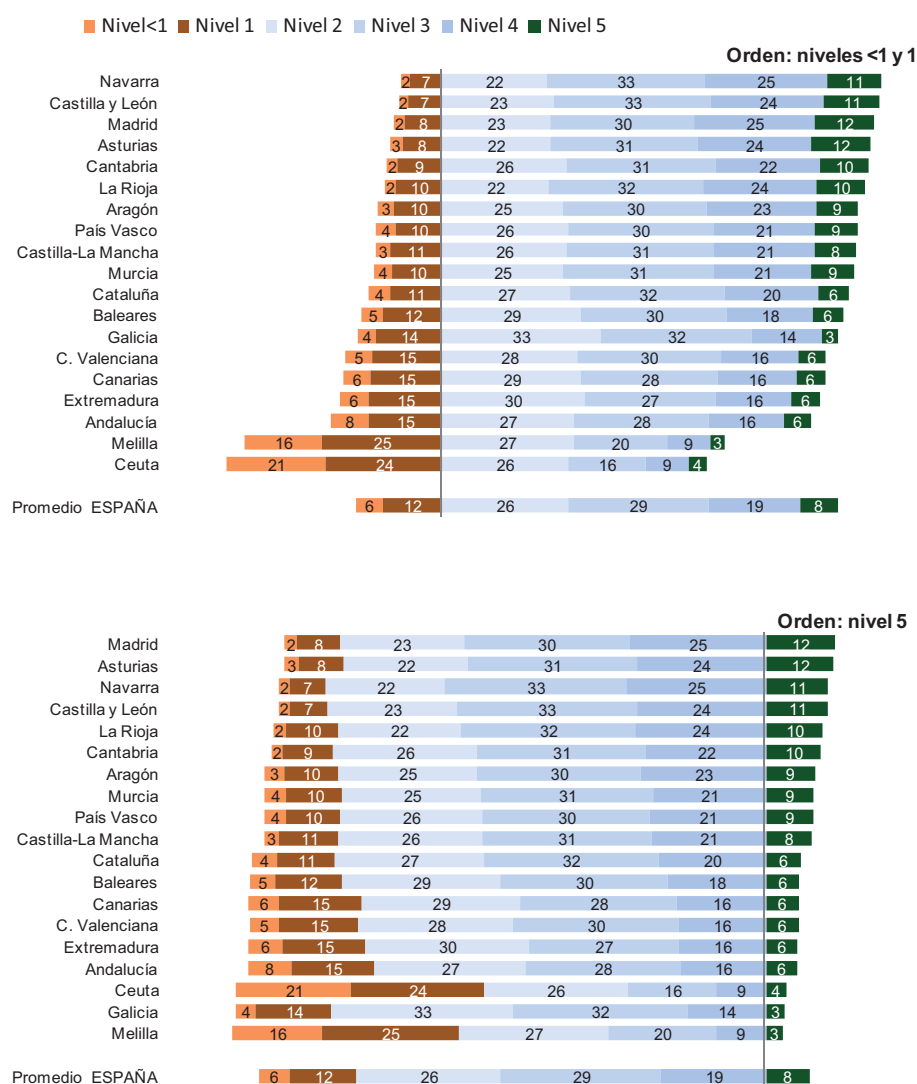 Nivel<1 Nivel 1 Nivel 2 Nivel 3 Nivel 4 Nivel 5
Orden: niveles <1 y 1
Navarra 2 7 22 33 25 11
Castilla y León 2 7 23 33 24 11
Madrid 2 8 23 30 25 12
Asturias 3 8 22 31 24 12
Cantabria 2 9 26 31 22 10
La Rioja 2 10 22 32 24 10
Aragón 3 10 25 30 23 9
País Vasco 4 10 26 30 21 9
Castilla-La Mancha 3 11 26 31 21 8
Murcia 4 10 25 31 21 9
Cataluña 4 11 27 32 20 6
Baleares 5 12 29 30 18 6
Galicia 4 14 33 32 14 3
C. Valenciana 5 15 28 30 16 6
Canarias 6 15 29 28 16 6
Extremadura 6 15 30 27 16 6
Andalucía 8 15 27 28 16 6
Melilla 16 25 27 20 9 3
Ceuta 21 24 26 16 9 4
Promedio ESPAÑA 6 12 26 29 19 8
Orden: nivel 5
Madrid 2 8 23 30 25 12
Asturias 3 8 22 31 24 12
Navarra 2 7 22 33 25 11
Castilla y León 2 7 23 33 24 11
La Rioja 2 10 22 32 24 10
Cantabria 2 9 26 31 22 10
Aragón 3 10 25 30 23 9
Murcia 4 10 25 31 21 9
País Vasco 4 10 26 30 21 9
Castilla-La Mancha 3 11 26 31 21 8
Cataluña 4 11 27 32 20 6
Baleares 5 12 29 30 18 6
Canarias 6 15 29 28 16 6
C. Valenciana 5 15 28 30 16 6
Extremadura 6 15 30 27 16 6
Andalucía 8 15 27 28 16 6
Ceuta 21 24 26 16 9 4
Galicia 4 14 33 32 14 3
Melilla 16 25 27 20 9 3
Promedio ESPAÑA 6 12 26 29 19 8